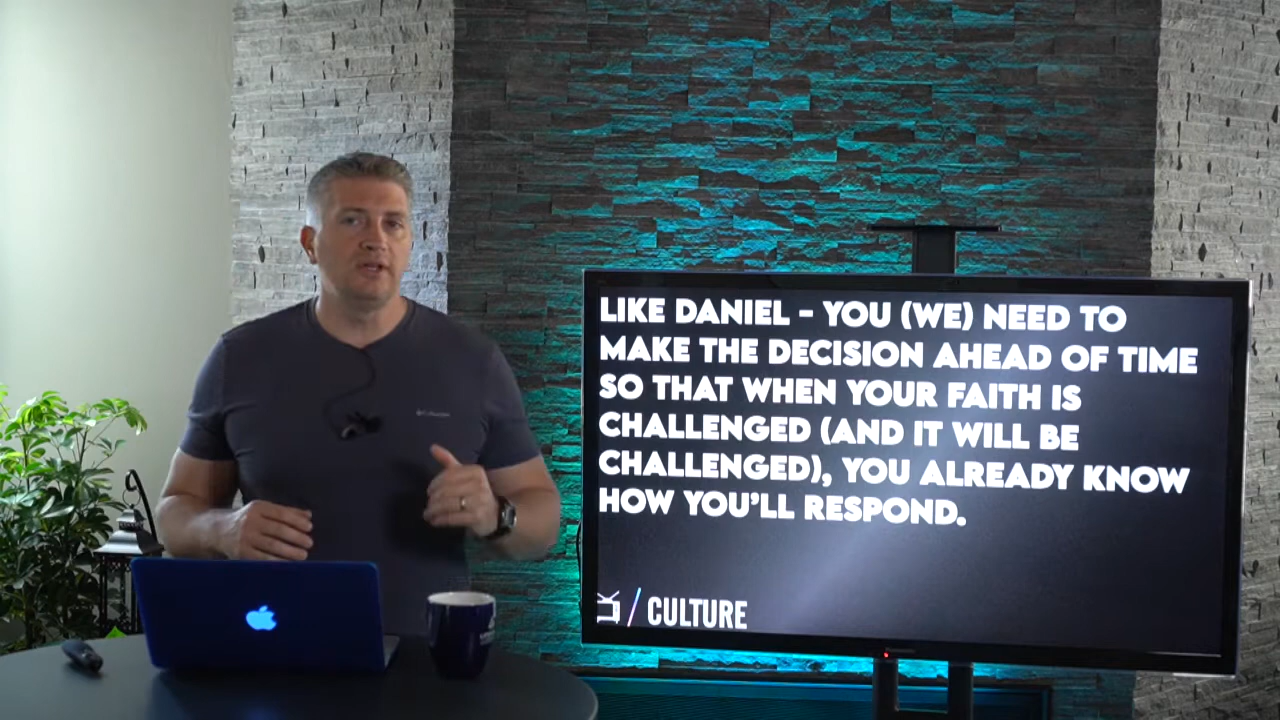 LIKE DANIEL - YOU (WE) NEED TO
MAKE THE DECISION AHEAD OF TIME
SO THAT WHEN YOUR FAITH IS
CHALLENGED (AND IT WILL BE
CHALLENGED), YOU ALREADY KNOW
HOW YOU'LL RESPOND.
/ CULTURE
Columbia